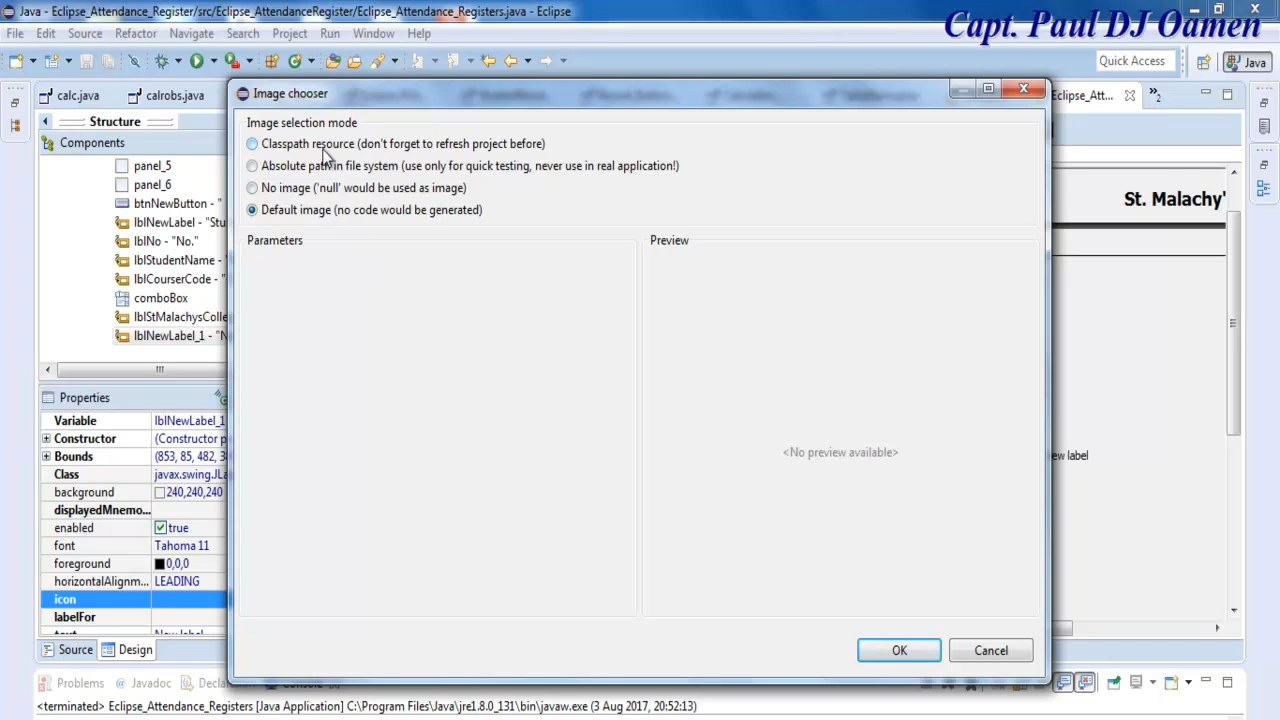 Java - Eclipse_AttendanceRegister/src/Eclipse_AttendanceRegister/Eclipse_Attendance_Registers.java - Eclipse
Capt. Paul DJ Oamen
File Edit Source Refactor Navigate Search Project Run Window Help
Quick Access
Java
calc.java
calrobs.java
Image chooser
Eclipse_Att...
»2
Structure
Components
panel_5
panel_6
btnNewButton - "
lblNewLabel - "Stu
lblNo - "No."
lblStudentName -
lblCourserCode - "
comboBox
lblStMalachysColle
lblNewLabel_1 - "N
Image selection mode
Classpath resource (don't forget to refresh project before)
Absolute path in file system (use only for quick testing, never use in real application!)
No image ('null' would be used as image)
Default image (no code would be generated)
Parameters
Preview
<No preview available>
OK
Cancel
St. Malachy'
ew label
Properties
Variable lblNewLabel_1
Constructor (Constructor p
Bounds (853, 85, 482, 38
Class javax.swing.JLa
background 240,240,240
displayedMnemo...
enabled true
font Tahoma 11
foreground 0,0,0
horizontalAlignm... LEADING
icon
labelFor
Source
Design
Problems
Javadoc
Console
<terminated> Eclipse_Attendance_Registers [Java Application] C:\Program Files\Java\jre1.8.0_131\bin\javaw.exe (3 Aug 2017, 20:52:13)